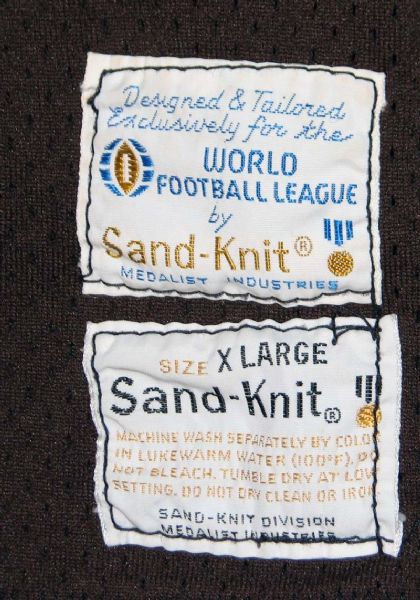 Designed & Tailored
Exclusively for the
WORLD
FOOTBALL LEAGUE
by
Sand-Knit®
MEDALIST INDUSTRIES
SIZE X LARGE
Sand-Knit®
MACHINE WASH SEPARATELY BY COLOR
IN LUKEWARM WATER (100°F), DO
NOT BLEACH. TUMBLE DRY AT LOW
SETTING. DO NOT DRY CLEAN OR IRON.
SAND-KNIT DIVISION
MEDALIST INDUSTRIES